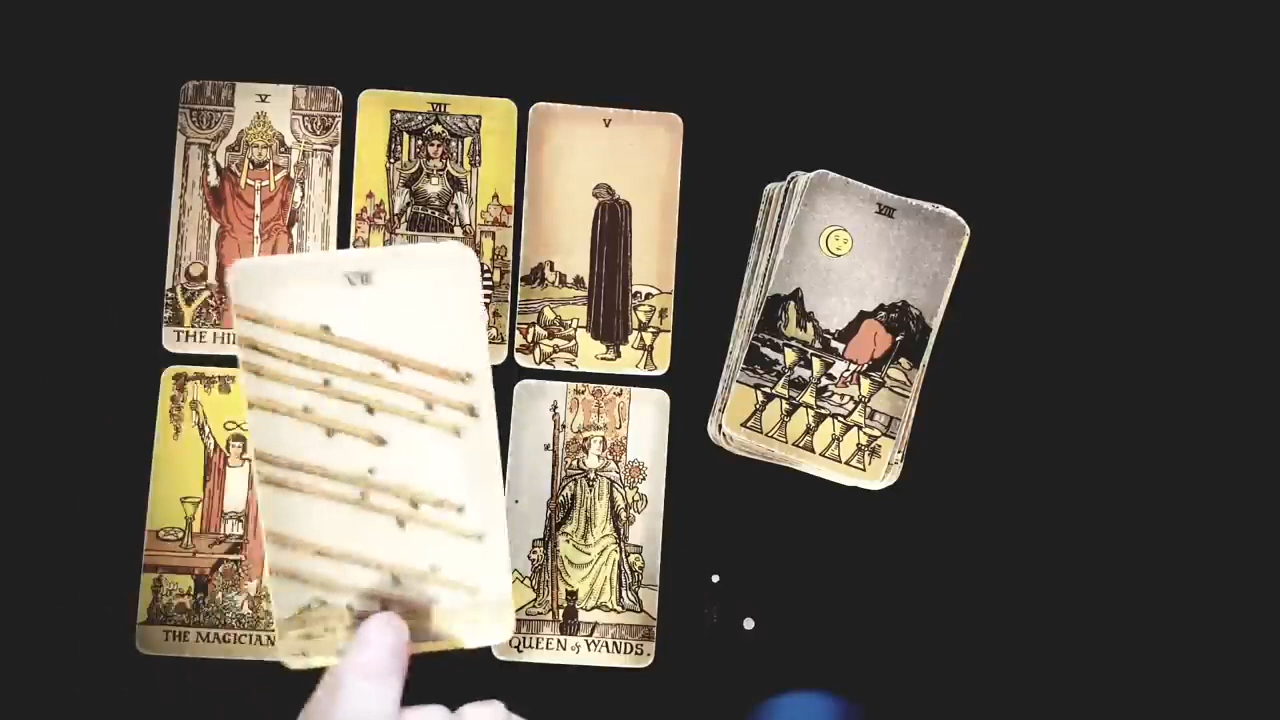 V
VII
V
VIII
THE HI
THE MAGICIAN
QUEEN of WANDS.